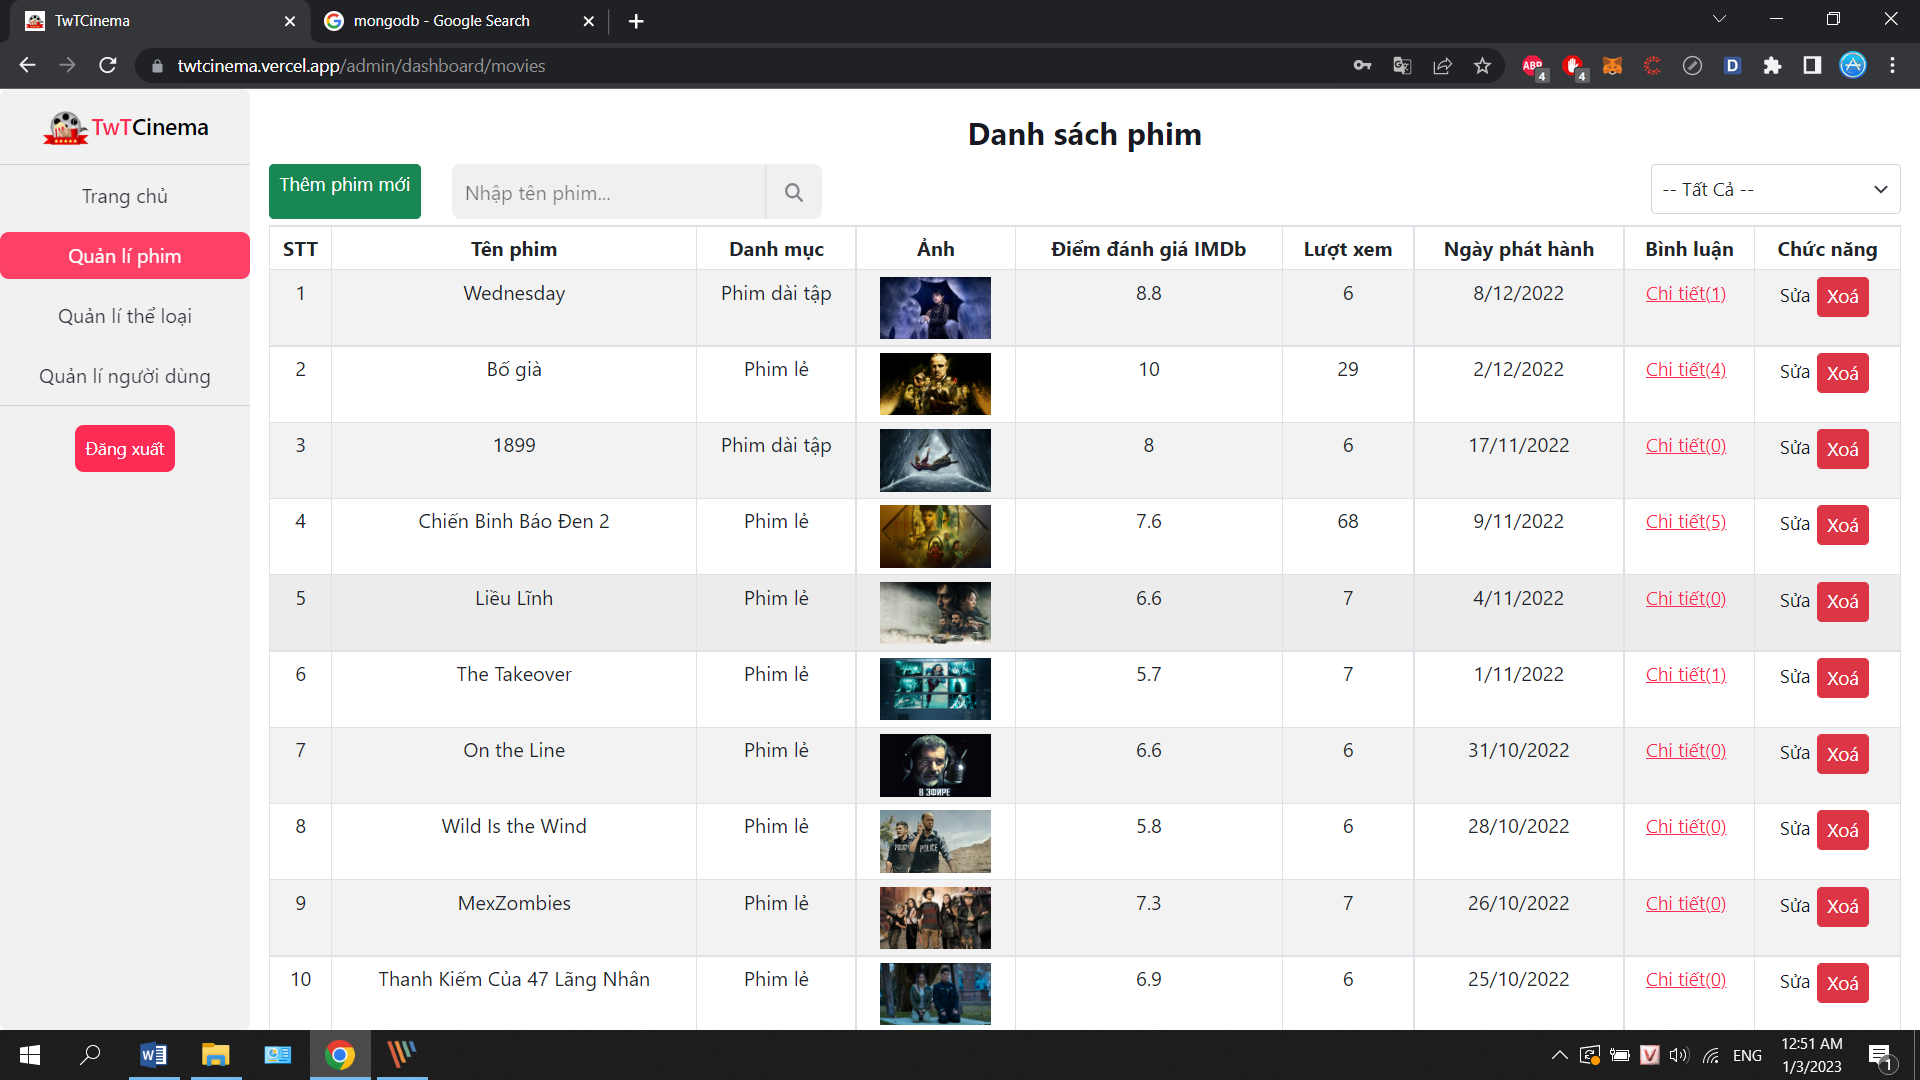 TwTCinema
mongodb - Google Search
twtcinema.vercel.app/admin/dashboard/movies
ABP 4 4 D
TwTCinema
Trang chủ
Quản lí phim
Quản lí thể loại
Quản lí người dùng
Đăng xuất
Danh sách phim
Thêm phim mới
Nhập tên phim...
-- Tất Cả --
STT Tên phim Danh mục Ảnh Điểm đánh giá IMDb Lượt xem Ngày phát hành Bình luận Chức năng
1 Wednesday Phim dài tập 8.8 6 8/12/2022 Chi tiết(1) Sửa Xoá
2 Bố già Phim lẻ 10 29 2/12/2022 Chi tiết(4) Sửa Xoá
3 1899 Phim dài tập 8 6 17/11/2022 Chi tiết(0) Sửa Xoá
4 Chiến Binh Báo Đen 2 Phim lẻ 7.6 68 9/11/2022 Chi tiết(5) Sửa Xoá
5 Liều Lĩnh Phim lẻ 6.6 7 4/11/2022 Chi tiết(0) Sửa Xoá
6 The Takeover Phim lẻ 5.7 7 1/11/2022 Chi tiết(1) Sửa Xoá
7 On the Line Phim lẻ В ЭФИРЕ 6.6 6 31/10/2022 Chi tiết(0) Sửa Xoá
8 Wild Is the Wind Phim lẻ POLICE 5.8 6 28/10/2022 Chi tiết(0) Sửa Xoá
9 MexZombies Phim lẻ 7.3 7 26/10/2022 Chi tiết(0) Sửa Xoá
10 Thanh Kiếm Của 47 Lãng Nhân Phim lẻ 6.9 6 25/10/2022 Chi tiết(0) Sửa Xoá
ENG
12:51 AM
1/3/2023
1